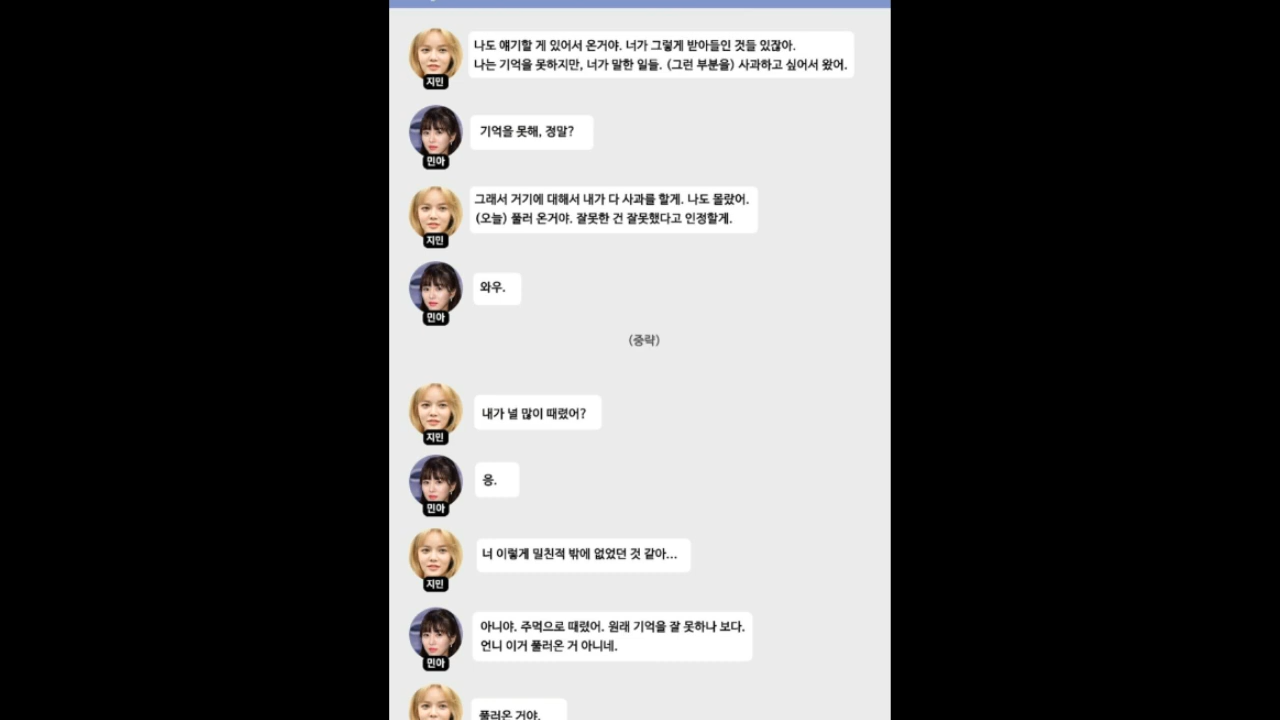 나도 얘기할 게 있어서 온거야. 너가 그렇게 받아들인 것들 있잖아.
나는 기억을 못하지만, 너가 말한 일들. (그런 부분을) 사과하고 싶어서 왔어.
지민
기억을 못해, 정말?
민아
그래서 거기에 대해서 내가 다 사과를 할게. 나도 몰랐어.
(오늘) 풀러 온거야. 잘못한 건 잘못했다고 인정할게.
지민
와우.
민아
(중략)
내가 널 많이 때렸어?
지민
응.
민아
너 이렇게 밀친적 밖에 없었던 것 같아...
지민
아니야. 주먹으로 때렸어. 원래 기억을 잘 못하나 보다.
언니 이거 풀러온 거 아니네.
민아
풀러온 거야.